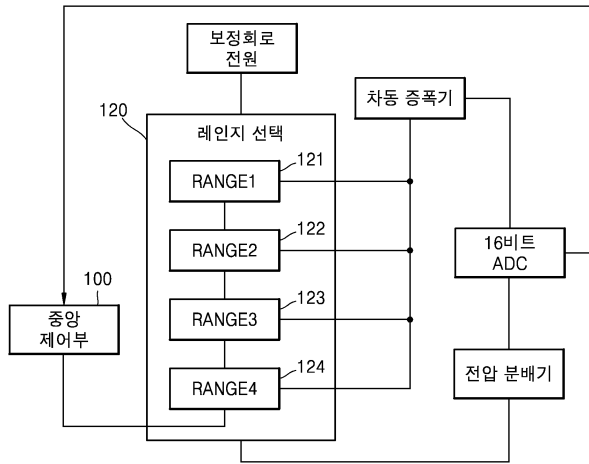 보정회로
전원
120
레인지 선택
차동 증폭기
RANGE1
121
RANGE2
122
16비트
ADC
100
중앙
제어부
RANGE3
123
RANGE4
124
전압 분배기